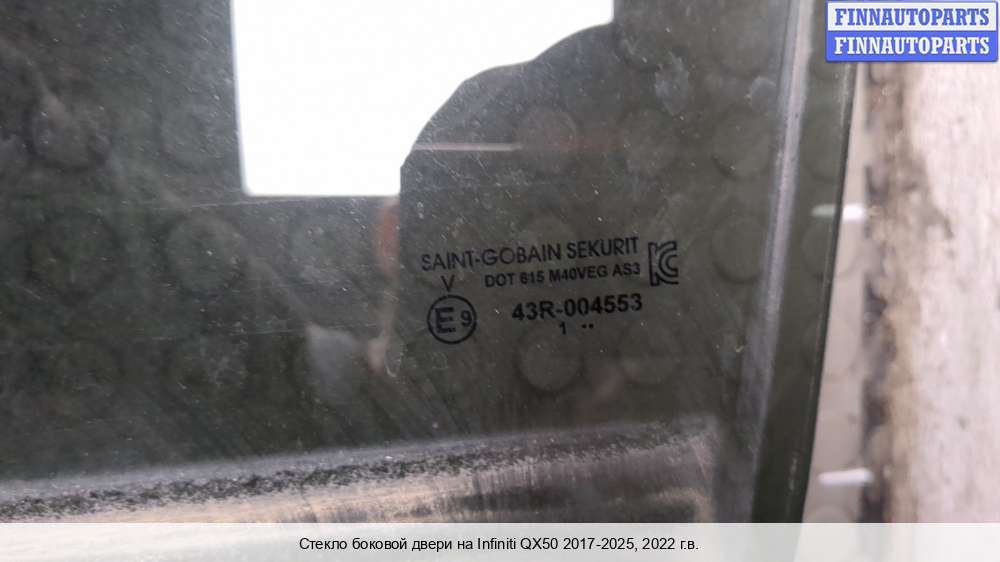 FINNAUTOPARTS
FINNAUTOPARTS
SAINT-GOBAIN SEKURIT
DOT 615 M40VEG AS3
V
E9
43R-004553
1 ..
Стекло боковой двери на Infiniti QX50 2017-2025, 2022 г.в.